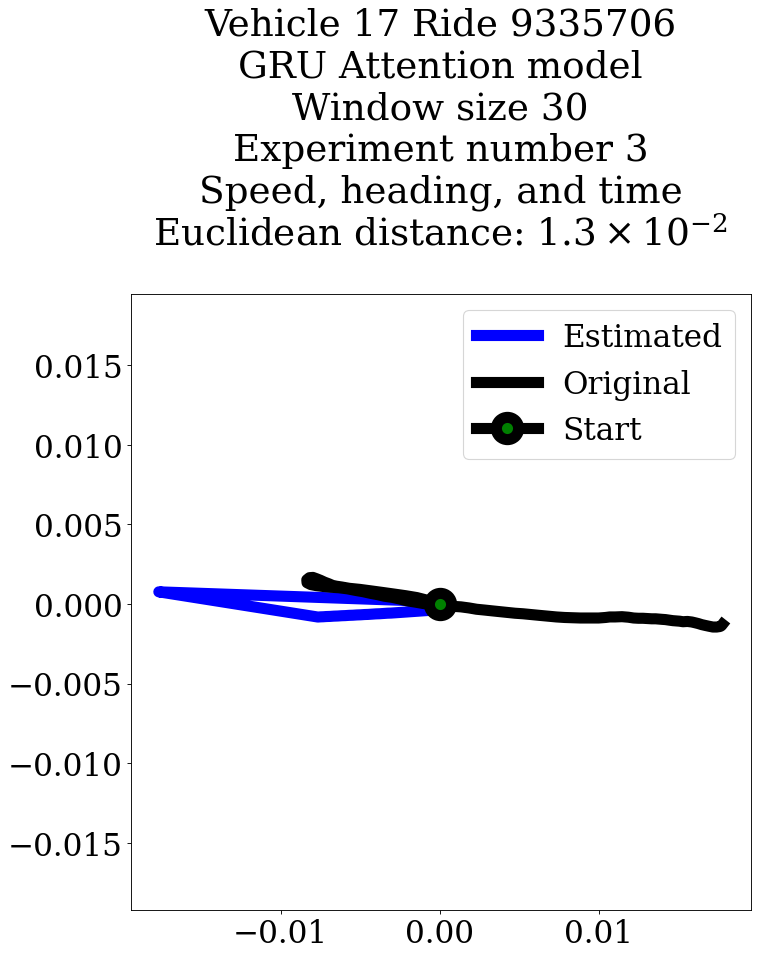 Vehicle 17 Ride 9335706
GRU Attention model
Window size 30
Experiment number 3
Speed, heading, and time
Euclidean distance: 1.3 × 10⁻²
Estimated
Original
Start
0.015
0.010
0.005
0.000
−0.005
−0.010
−0.015
−0.01 0.00 0.01